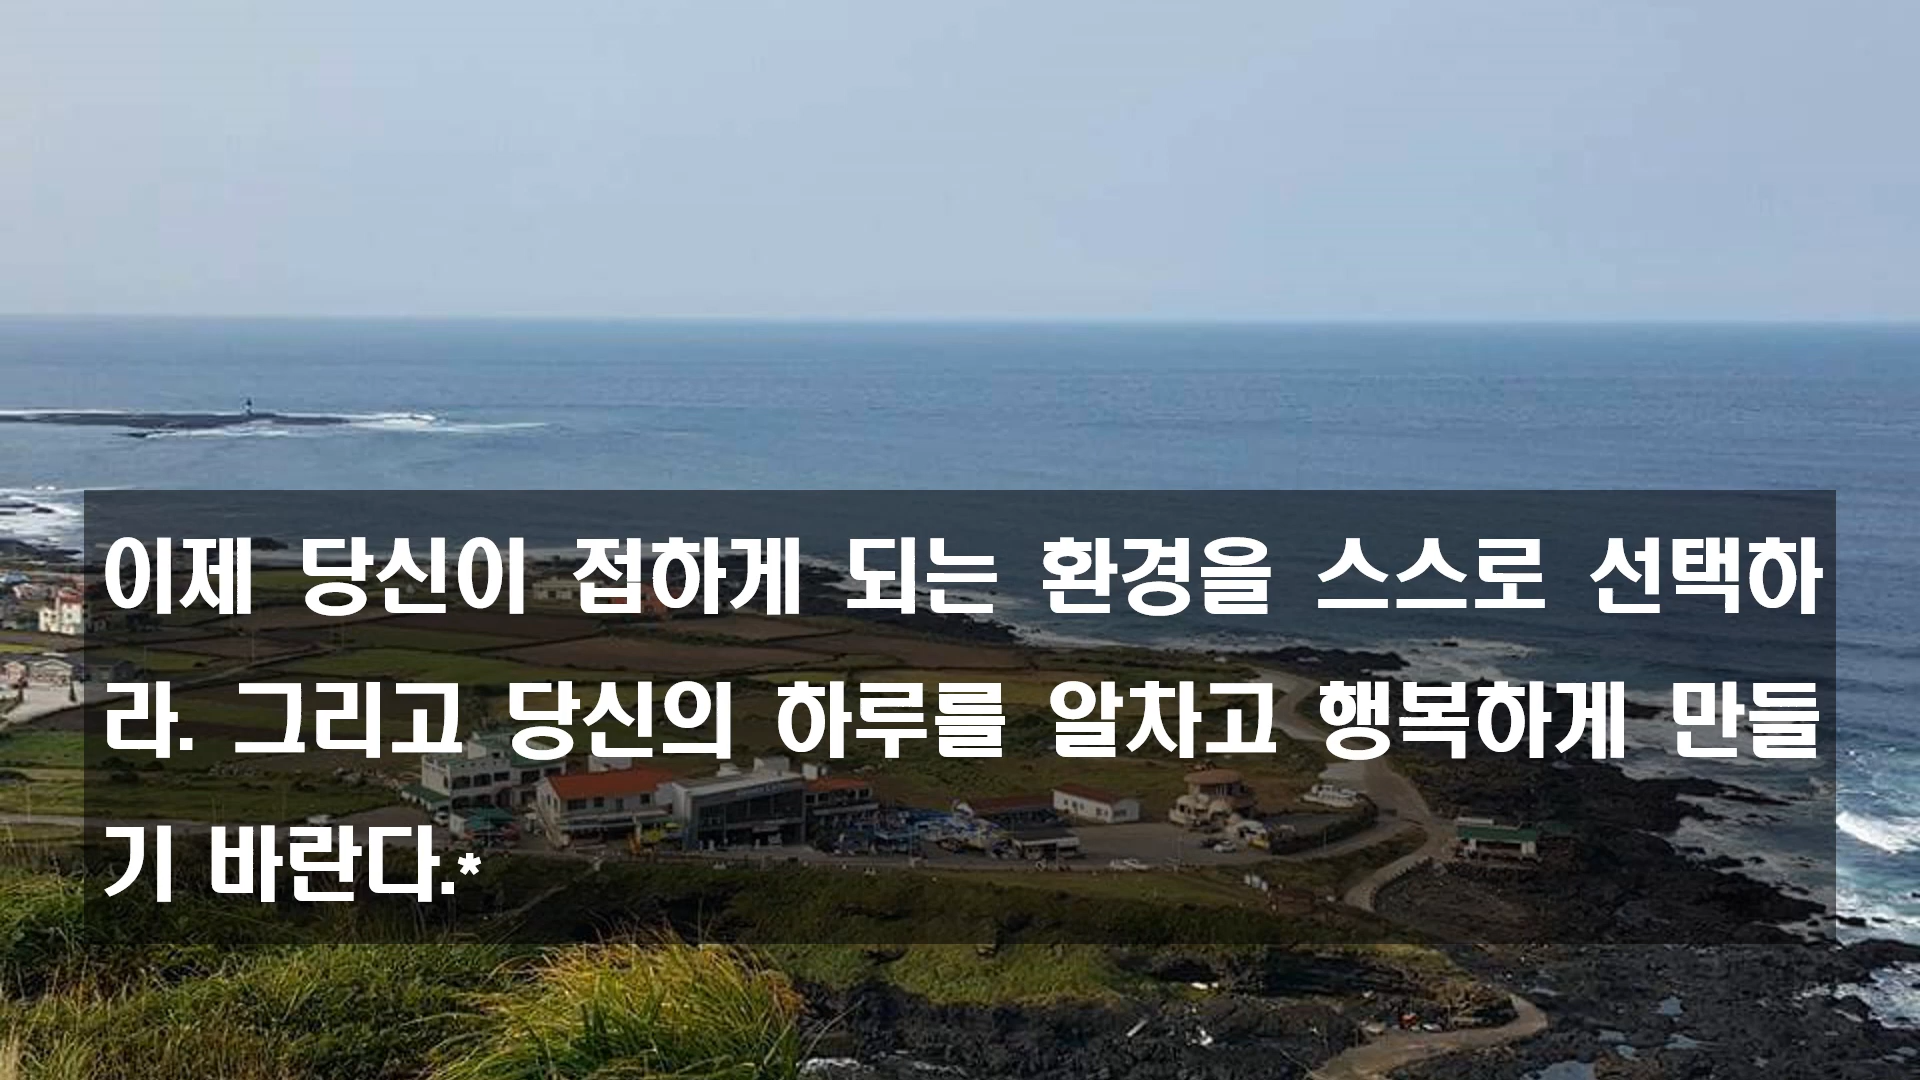 이제 당신이 접하게 되는 환경을 스스로 선택하
라. 그리고 당신의 하루를 알차고 행복하게 만들
기 바란다.*